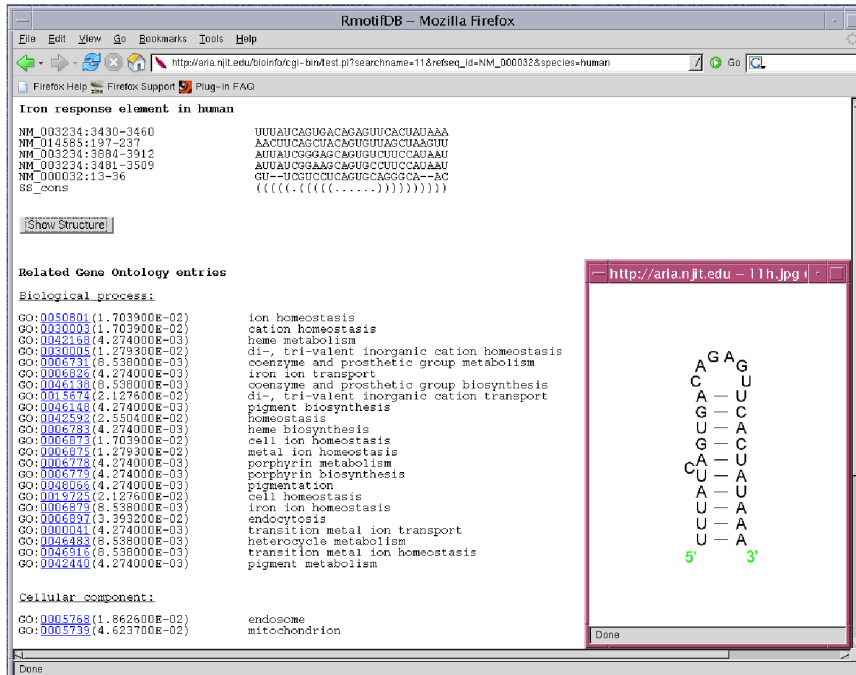 RmotifDB – Mozilla Firefox
File Edit View Go Bookmarks Tools Help
http://aria.njit.edu/bioinfo/cgi-bin/test.pl?searchname=11&refseq_id=NM_000032&species=human Go
Firefox Help Firefox Support Plug-in FAQ
Iron response element in human
NM_003234:3430-3460 UUUAUCAGUGACAGAGUUCACUAUAAA
NM_014585:197-237 AACUUCAGCUACAGUGUUAGCUAAGUU
NM_003234:3884-3912 AUUAUCGGGAGCAGUGUCUUCCAUAAU
NM_003234:3481-3509 AUUAUCGGAAGCAGUGCCUUCCAUAAU
NM_000032:13-36 GU--UCGUCCUCAGUGCAGGGCA--AC
SS_cons (((((.(((((......))))))))))
Show Structure
Related Gene Ontology entries
Biological process:
GO:0050801(1.703900E-02) ion homeostasis
GO:0030003(1.703900E-02) cation homeostasis
GO:0042168(4.274000E-03) heme metabolism
GO:0030005(1.279300E-02) di-, tri-valent inorganic cation homeostasis
GO:0006731(8.538000E-03) coenzyme and prosthetic group metabolism
GO:0006826(4.274000E-03) iron ion transport
GO:0046138(8.538000E-03) coenzyme and prosthetic group biosynthesis
GO:0015674(2.127600E-02) di-, tri-valent inorganic cation transport
GO:0046148(4.274000E-03) pigment biosynthesis
GO:0042592(2.550400E-02) homeostasis
GO:0006783(4.274000E-03) heme biosynthesis
GO:0006873(1.703900E-02) cell ion homeostasis
GO:0006875(1.279300E-02) metal ion homeostasis
GO:0006778(4.274000E-03) porphyrin metabolism
GO:0006779(4.274000E-03) porphyrin biosynthesis
GO:0048066(4.274000E-03) pigmentation
GO:0019725(2.127600E-02) cell homeostasis
GO:0006879(8.538000E-03) iron ion homeostasis
GO:0006897(3.393200E-02) endocytosis
GO:0000041(4.274000E-03) transition metal ion transport
GO:0046483(8.538000E-03) heterocycle metabolism
GO:0046916(8.538000E-03) transition metal ion homeostasis
GO:0042440(4.274000E-03) pigment metabolism
Cellular component:
GO:0005768(1.862600E-02) endosome
GO:0005739(4.623700E-02) mitochondrion
Done
http://aria.njit.edu – 11h.jpg
G A
A G
C U
A – U
G – C
U – A
G – C
C A – U
U – A
A – U
U – A
U – A
U – A
5' 3'
Done